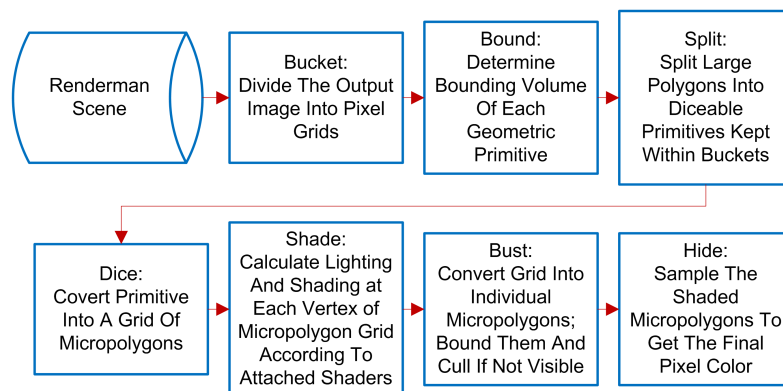 Renderman
Scene
Bucket:
Divide The Output
Image Into Pixel
Grids
Bound:
Determine
Bounding Volume
Of Each
Geometric
Primitive
Split:
Split Large
Polygons Into
Diceable
Primitives Kept
Within Buckets
Dice:
Covert Primitive
Into A Grid Of
Micropolygons
Shade:
Calculate Lighting
And Shading at
Each Vertex of
Micropolygon Grid
According To
Attached Shaders
Bust:
Convert Grid Into
Individual
Micropolygons;
Bound Them And
Cull If Not Visible
Hide:
Sample The
Shaded
Micropolygons To
Get The Final
Pixel Color